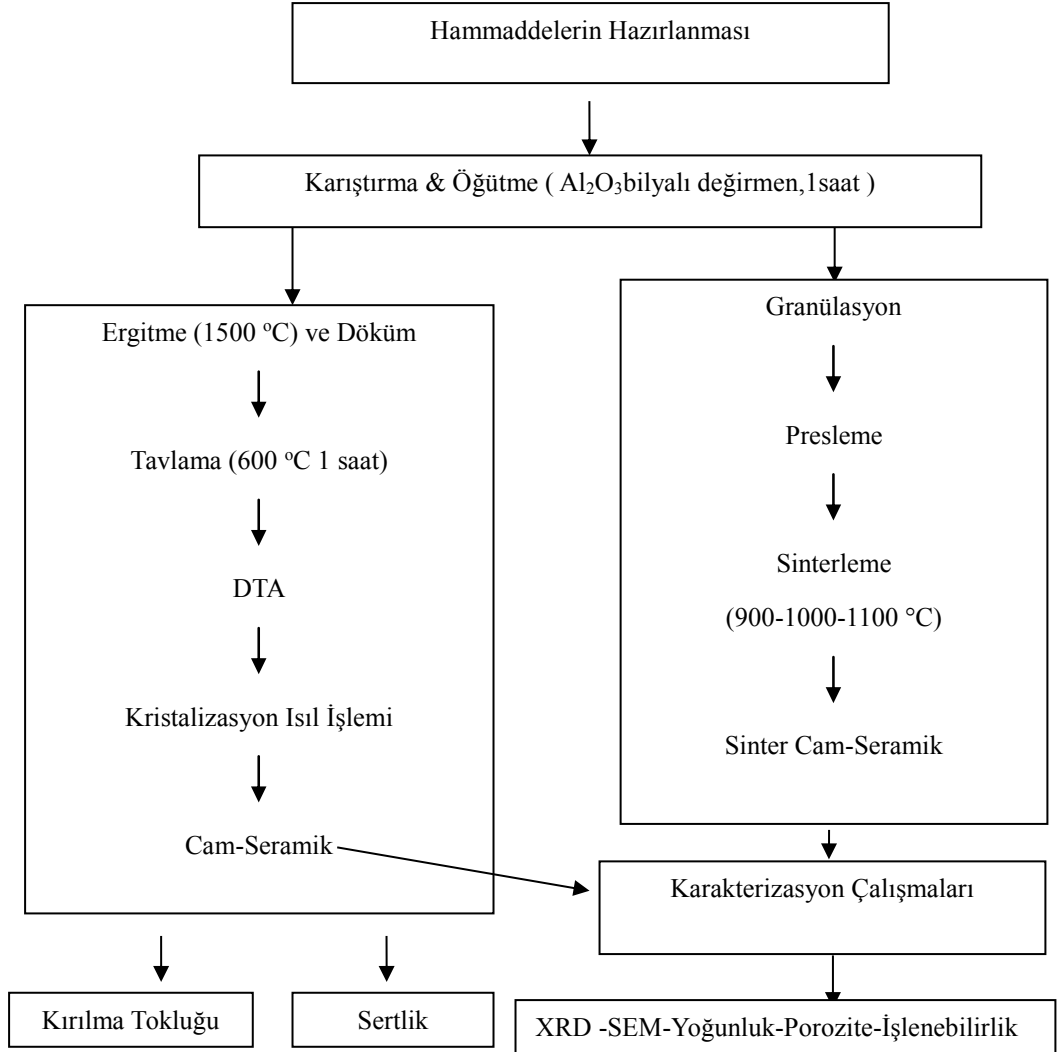 Hammaddelerin Hazırlanması
Karıştırma & Öğütme ( Al₂O₃bilyalı değirmen,1saat )
Ergitme (1500 ºC) ve Döküm
Tavlama (600 ºC 1 saat)
DTA
Kristalizasyon Isıl İşlemi
Cam-Seramik
Granülasyon
Presleme
Sinterleme
(900-1000-1100 °C)
Sinter Cam-Seramik
Karakterizasyon Çalışmaları
Kırılma Tokluğu
Sertlik
XRD -SEM-Yoğunluk-Porozite-İşlenebilirlik